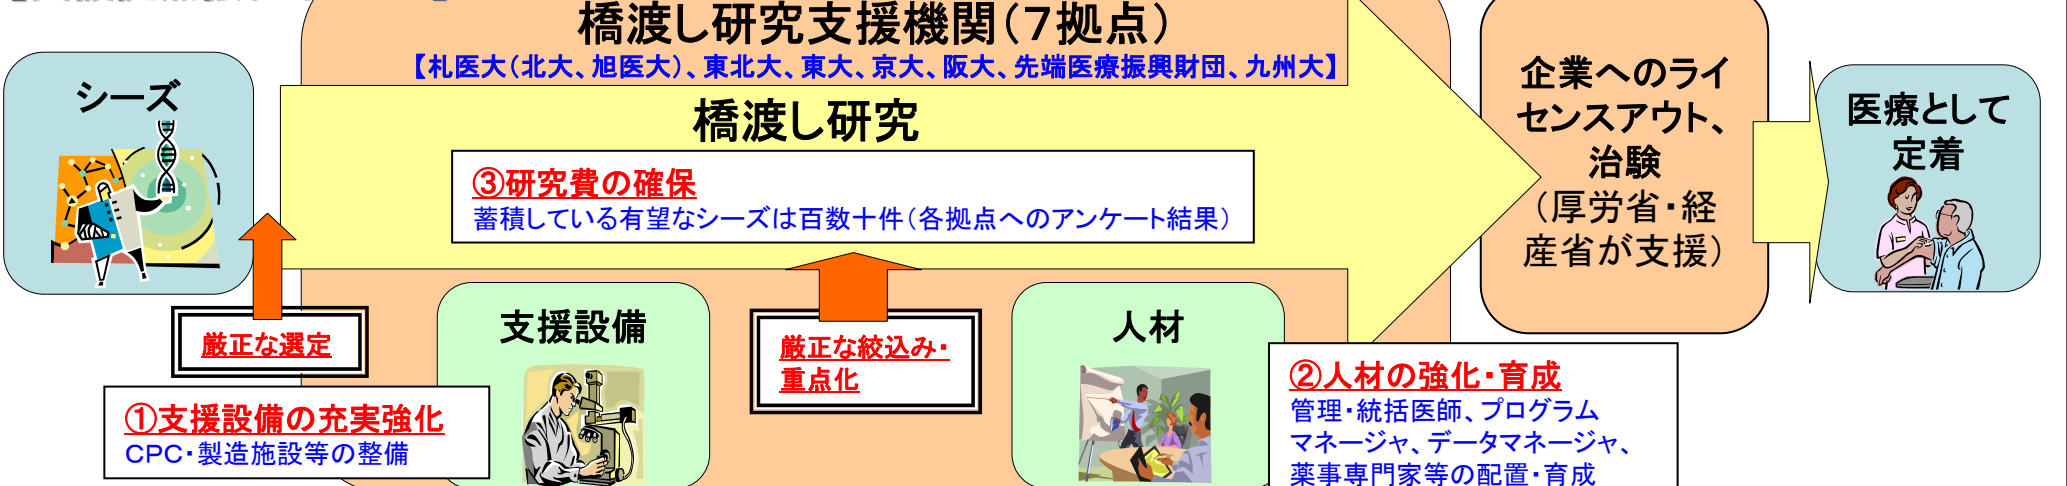 橋渡し研究支援機関(7拠点)
【札医大(北大、旭医大)、東北大、東大、京大、阪大、先端医療振興財団、九州大】
シーズ
橋渡し研究
③研究費の確保
蓄積している有望なシーズは百数十件(各拠点へのアンケート結果)
企業へのライ
センスアウト、
治験
(厚労省・経
産省が支援)
医療として
定着
厳正な選定
支援設備
厳正な絞込み・
重点化
人材
①支援設備の充実強化
CPC・製造施設等の整備
②人材の強化・育成
管理・統括医師、プログラム
マネージャ、データマネージャ、
薬事専門家等の配置・育成